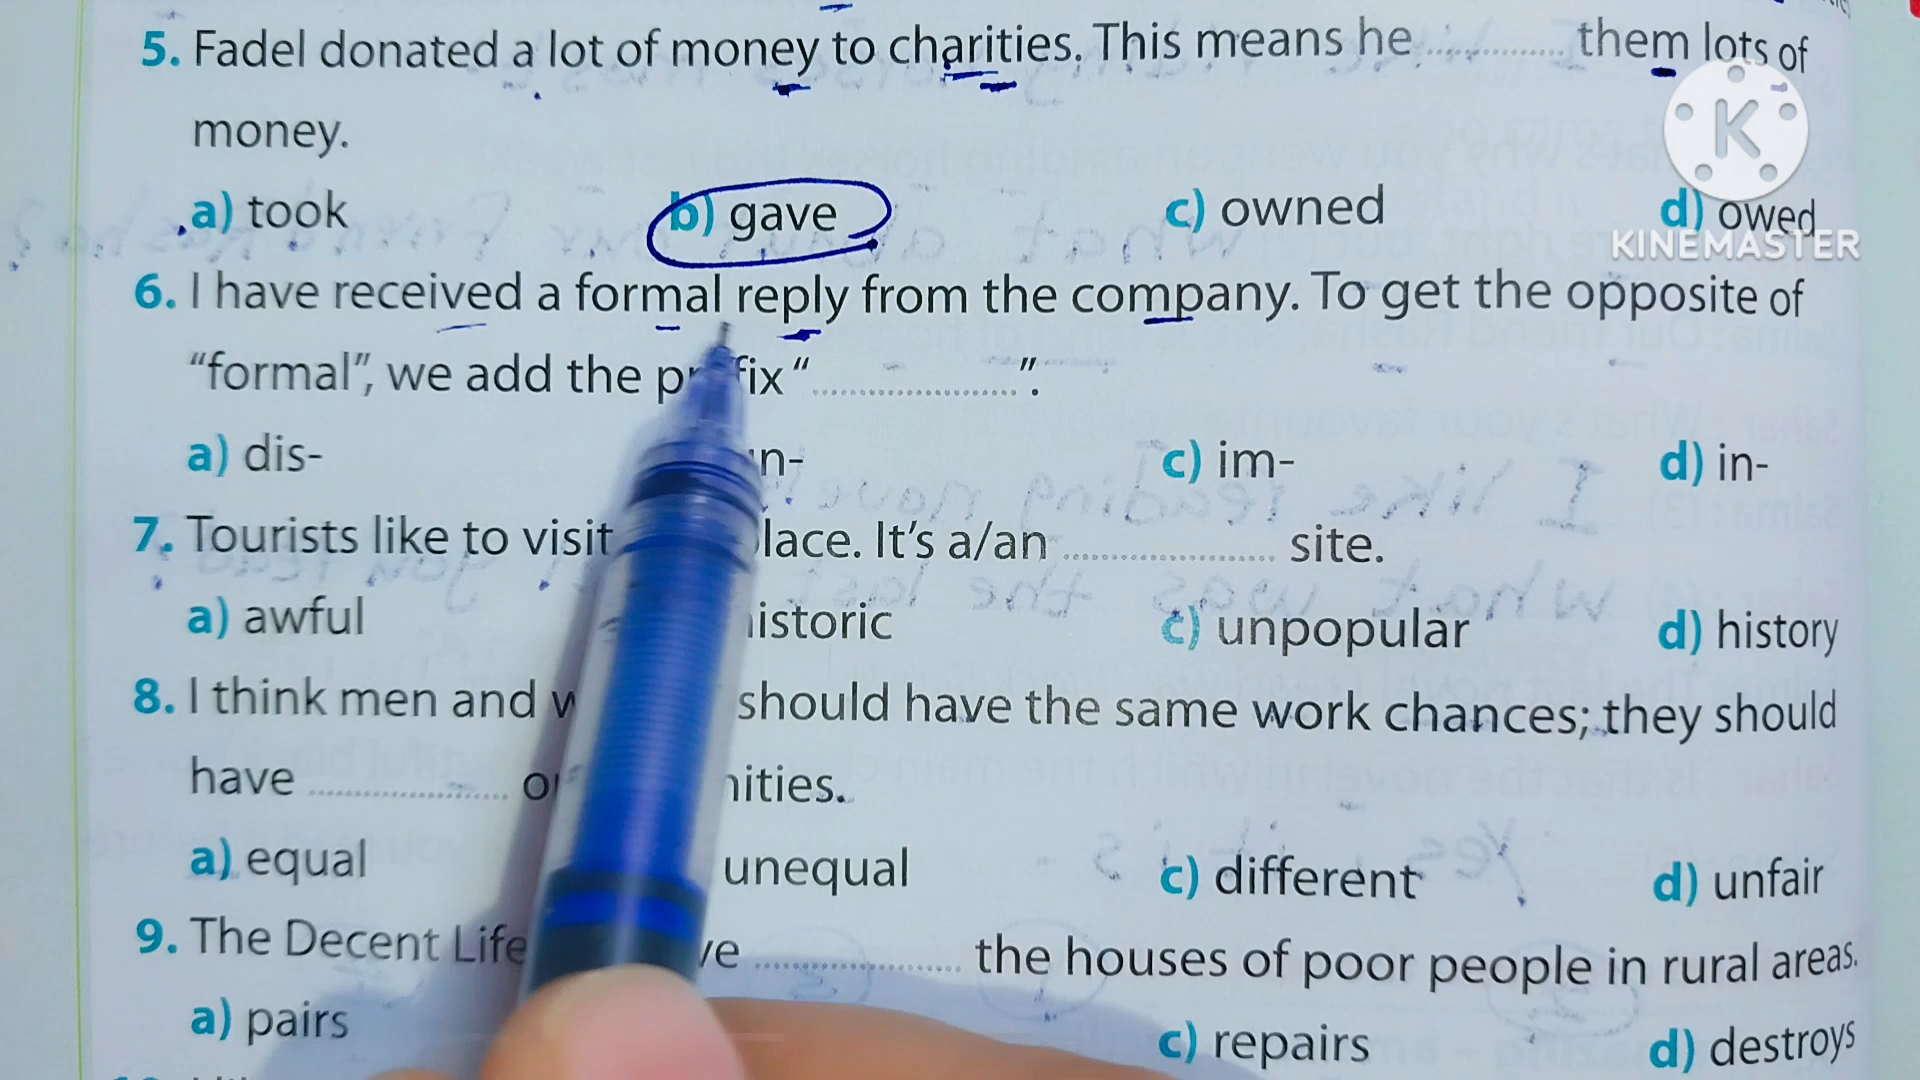 5. Fadel donated a lot of money to charities. This means he ............ them lots of
money.
a) took b) gave c) owned d) owed
K
KINEMASTER
6. I have received a formal reply from the company. To get the opposite of
“formal”, we add the “....................”.
a) dis- c) im- d) in-
7. Tourists like to visit It’s a/an .................... site.
a) awful c) unpopular d) history
8. I think men and should have the same work chances; they should
have ....................
a) equal unequal c) different d) unfair
9. The Decent Life .................... the houses of poor people in rural areas.
a) pairs c) repairs d) destroys